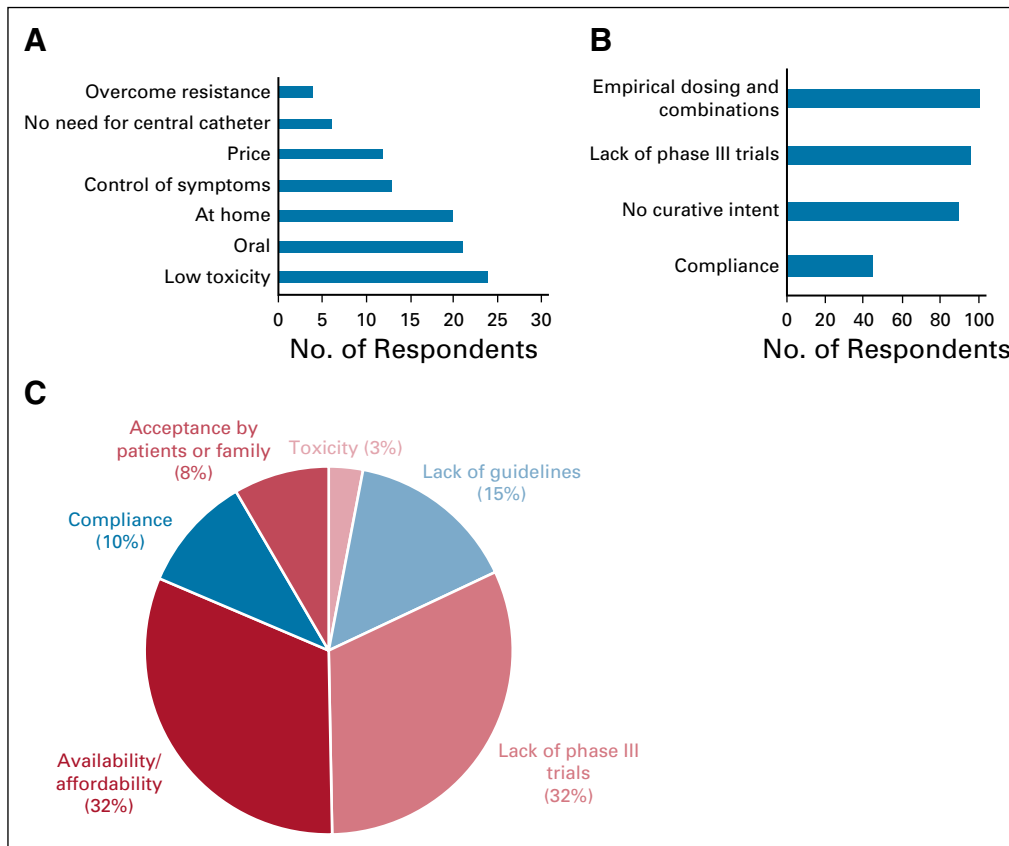 A
Overcome resistance
No need for central catheter
Price
Control of symptoms
At home
Oral
Low toxicity
0 5 10 15 20 25 30
No. of Respondents
B
Empirical dosing and
combinations
Lack of phase III trials
No curative intent
Compliance
0 20 40 60 80 100
No. of Respondents
C
Acceptance by
patients or family
(8%)
Toxicity (3%)
Lack of guidelines
(15%)
Compliance
(10%)
Availability/
affordability
(32%)
Lack of phase III
trials
(32%)